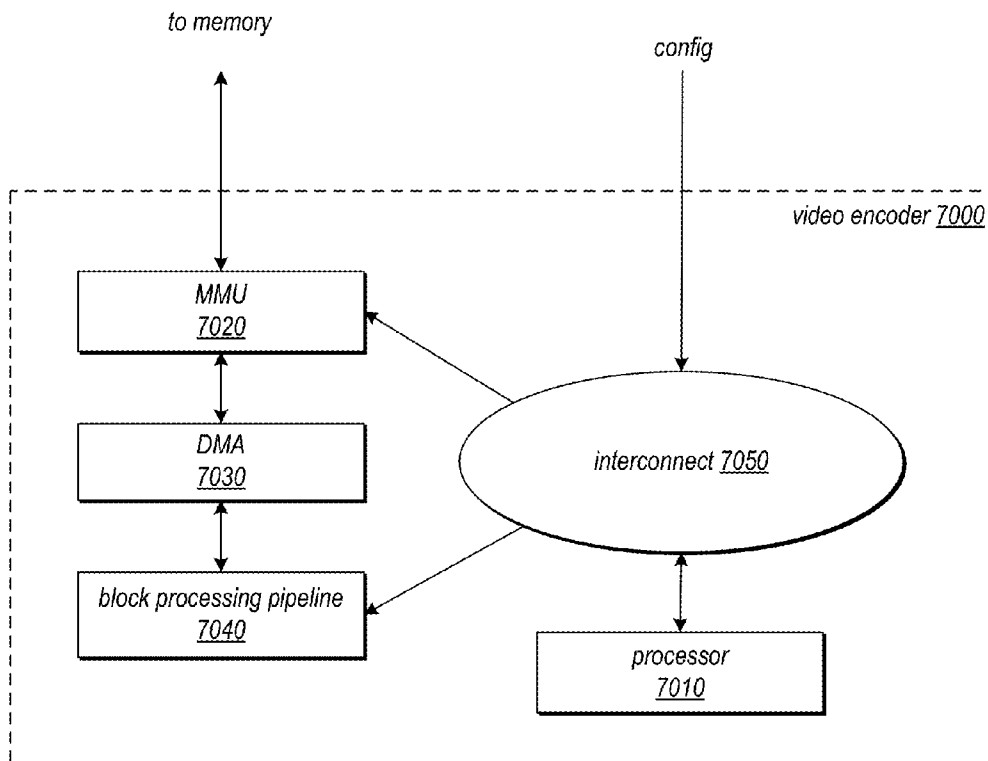 to memory
config
video encoder 7000
MMU
7020
DMA
7030
interconnect 7050
block processing pipeline
7040
processor
7010